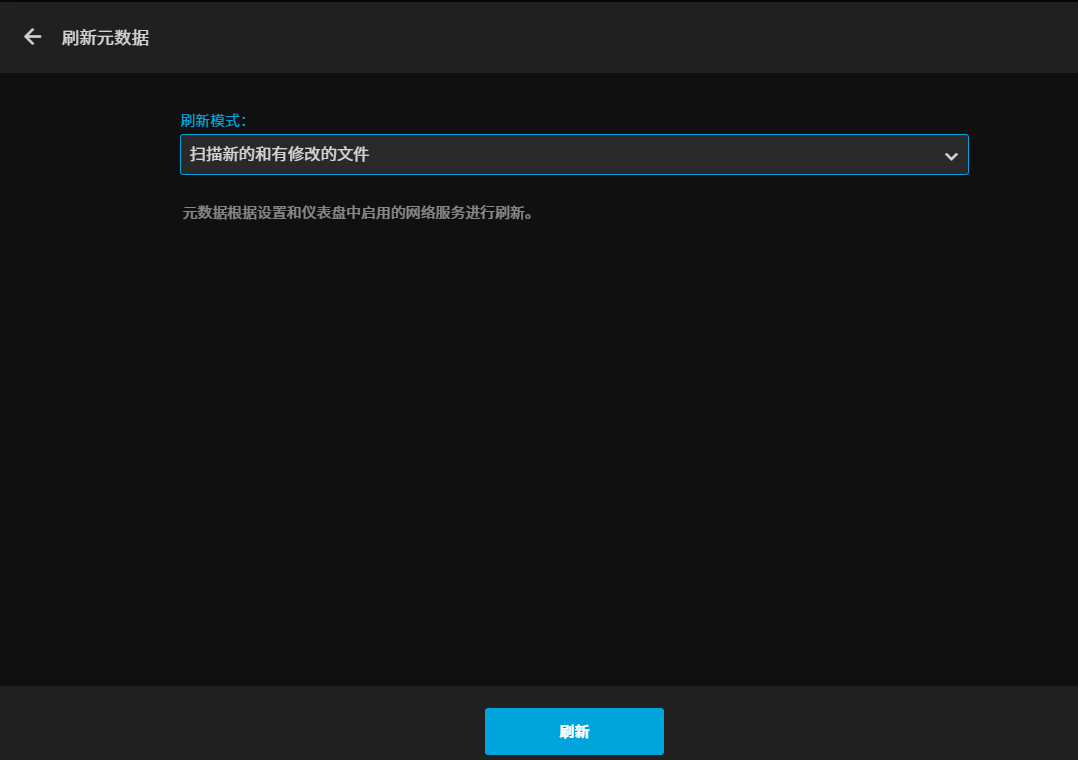 刷新元数据
刷新模式：
扫描新的和有修改的文件
元数据根据设置和仪表盘中启用的网络服务进行刷新。
刷新